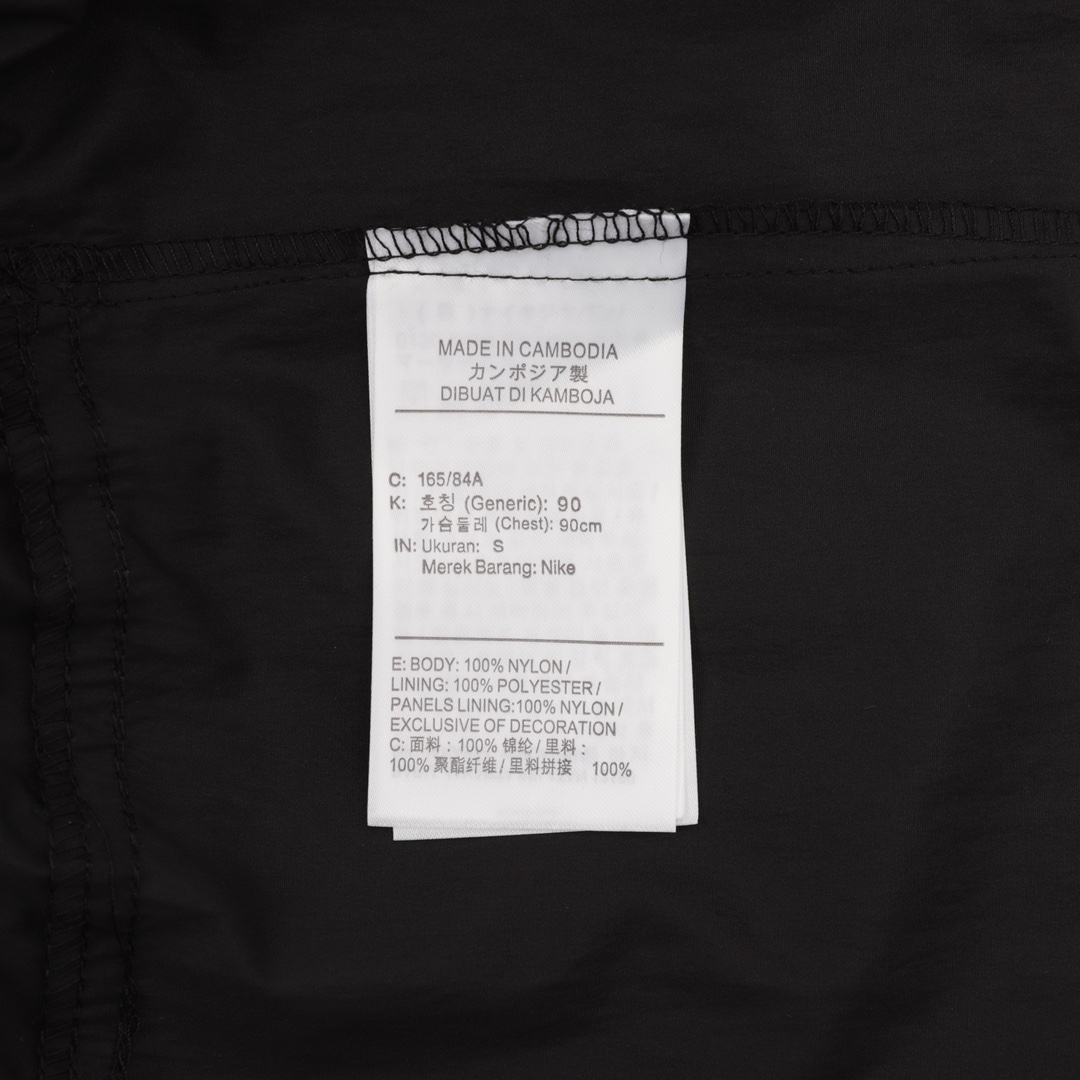 MADE IN CAMBODIA
カンボジア製
DIBUAT DI KAMBOJA
C: 165/84A
K: 호칭 (Generic): 90
가슴둘레 (Chest): 90cm
IN: Ukuran: S
Merek Barang: Nike
E: BODY: 100% NYLON /
LINING: 100% POLYESTER /
PANELS LINING:100% NYLON /
EXCLUSIVE OF DECORATION
C: 面料 : 100% 锦纶 / 里料 :
100% 聚酯纤维 / 里料拼接 100%